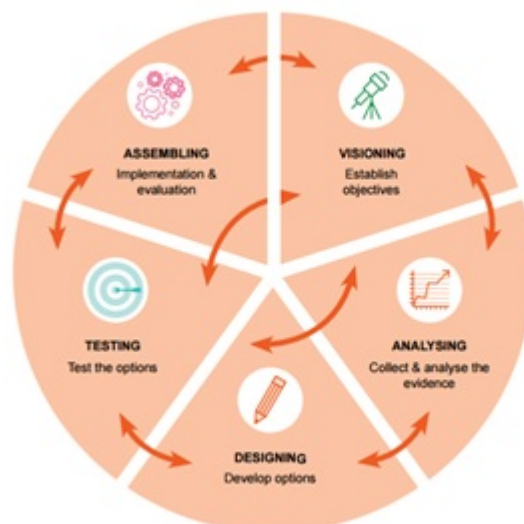 ASSEMBLING
Implementation &
evaluation
VISIONING
Establish
objectives
TESTING
Test the options
ANALYSING
Collect & analyse the
evidence
DESIGNING
Develop options